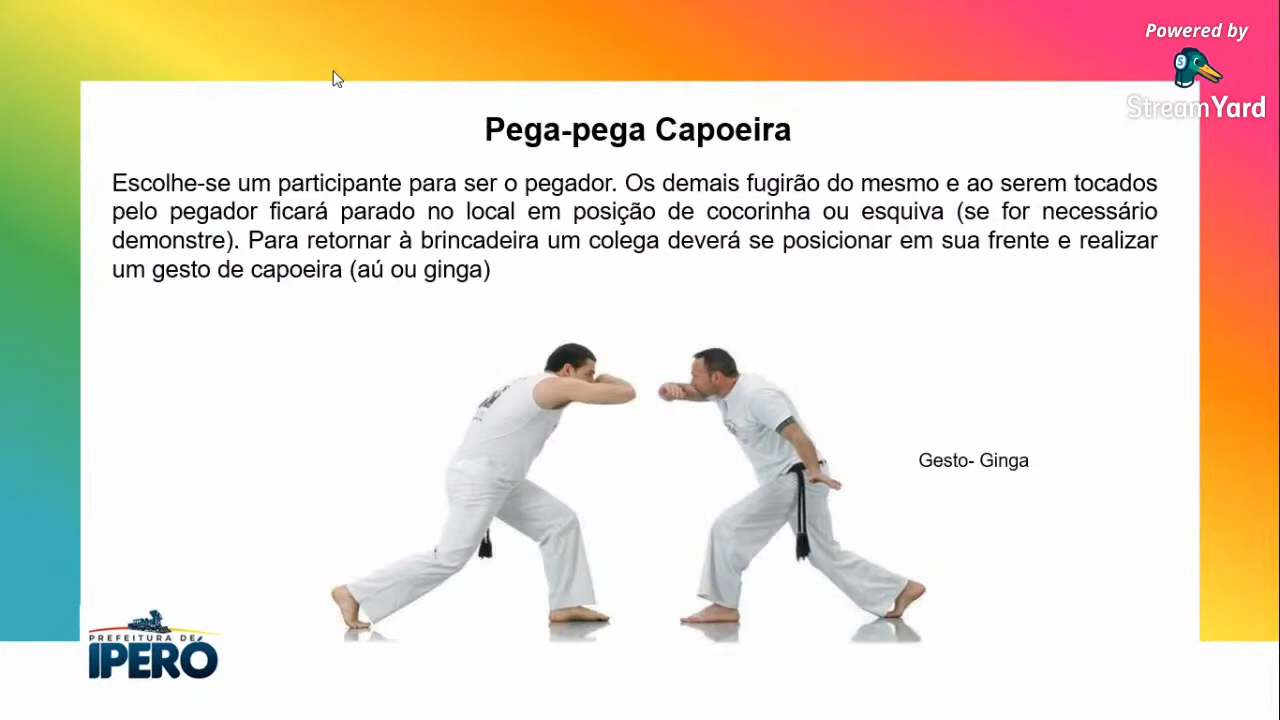 Powered by
StreamYard
Pega-pega Capoeira
Escolhe-se um participante para ser o pegador. Os demais fugirão do mesmo e ao serem tocados
pelo pegador ficará parado no local em posição de cocorinha ou esquiva (se for necessário
demonstre). Para retornar à brincadeira um colega deverá se posicionar em sua frente e realizar
um gesto de capoeira (aú ou ginga)
Gesto- Ginga
PREFEITURA DE
IPERÓ